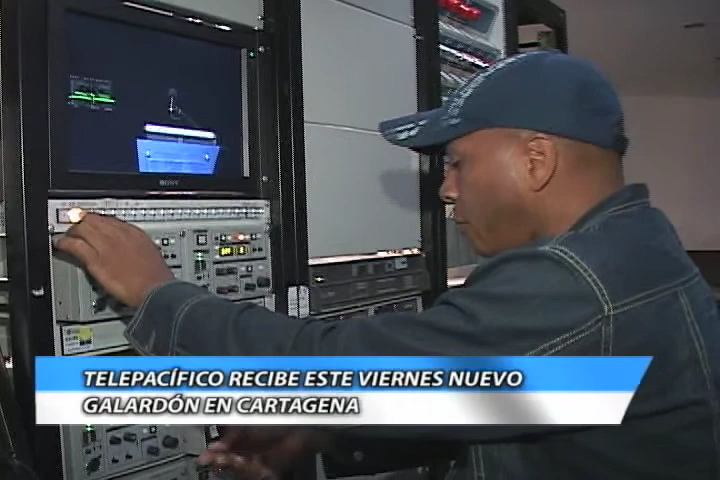 SONY
TELEPACÍFICO RECIBE ESTE VIERNES NUEVO
GALARDÓN EN CARTAGENA